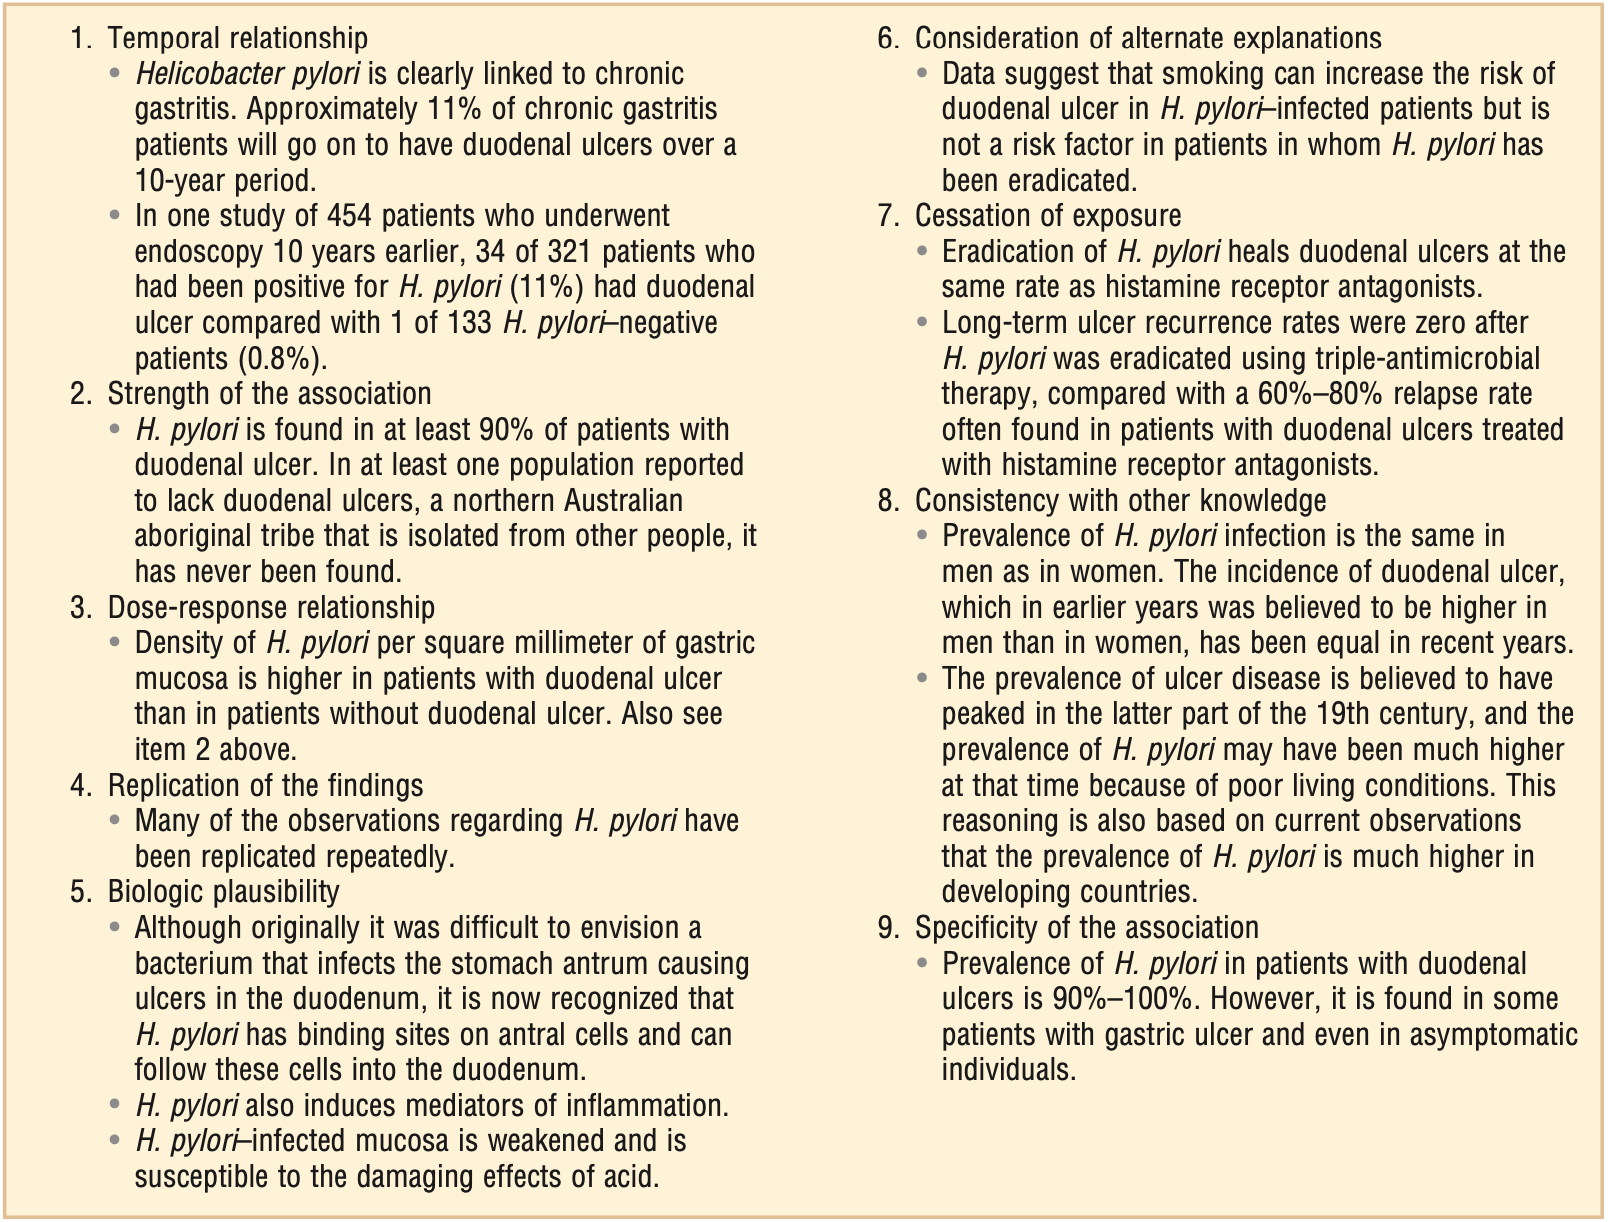 1. Temporal relationship
• Helicobacter pylori is clearly linked to chronic
gastritis. Approximately 11% of chronic gastritis
patients will go on to have duodenal ulcers over a
10-year period.
• In one study of 454 patients who underwent
endoscopy 10 years earlier, 34 of 321 patients who
had been positive for H. pylori (11%) had duodenal
ulcer compared with 1 of 133 H. pylori–negative
patients (0.8%).
2. Strength of the association
• H. pylori is found in at least 90% of patients with
duodenal ulcer. In at least one population reported
to lack duodenal ulcers, a northern Australian
aboriginal tribe that is isolated from other people, it
has never been found.
3. Dose-response relationship
• Density of H. pylori per square millimeter of gastric
mucosa is higher in patients with duodenal ulcer
than in patients without duodenal ulcer. Also see
item 2 above.
4. Replication of the findings
• Many of the observations regarding H. pylori have
been replicated repeatedly.
5. Biologic plausibility
• Although originally it was difficult to envision a
bacterium that infects the stomach antrum causing
ulcers in the duodenum, it is now recognized that
H. pylori has binding sites on antral cells and can
follow these cells into the duodenum.
• H. pylori also induces mediators of inflammation.
• H. pylori–infected mucosa is weakened and is
susceptible to the damaging effects of acid.
6. Consideration of alternate explanations
• Data suggest that smoking can increase the risk of
duodenal ulcer in H. pylori–infected patients but is
not a risk factor in patients in whom H. pylori has
been eradicated.
7. Cessation of exposure
• Eradication of H. pylori heals duodenal ulcers at the
same rate as histamine receptor antagonists.
• Long-term ulcer recurrence rates were zero after
H. pylori was eradicated using triple-antimicrobial
therapy, compared with a 60%–80% relapse rate
often found in patients with duodenal ulcers treated
with histamine receptor antagonists.
8. Consistency with other knowledge
• Prevalence of H. pylori infection is the same in
men as in women. The incidence of duodenal ulcer,
which in earlier years was believed to be higher in
men than in women, has been equal in recent years.
• The prevalence of ulcer disease is believed to have
peaked in the latter part of the 19th century, and the
prevalence of H. pylori may have been much higher
at that time because of poor living conditions. This
reasoning is also based on current observations
that the prevalence of H. pylori is much higher in
developing countries.
9. Specificity of the association
• Prevalence of H. pylori in patients with duodenal
ulcers is 90%–100%. However, it is found in some
patients with gastric ulcer and even in asymptomatic
individuals.